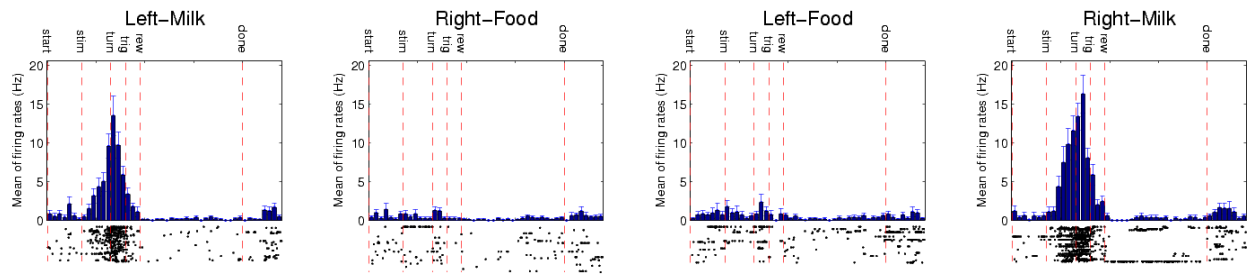 Left-Milk
start
stim
turn
trig
rew
done
20
15
10
5
0
Mean of firing rates (Hz)
Right-Food
start
stim
turn
trig
rew
done
20
15
10
5
0
Mean of firing rates (Hz)
Left-Food
start
stim
turn
trig
rew
done
20
15
10
5
0
Mean of firing rates (Hz)
Right-Milk
start
stim
turn
trig
rew
done
20
15
10
5
0
Mean of firing rates (Hz)